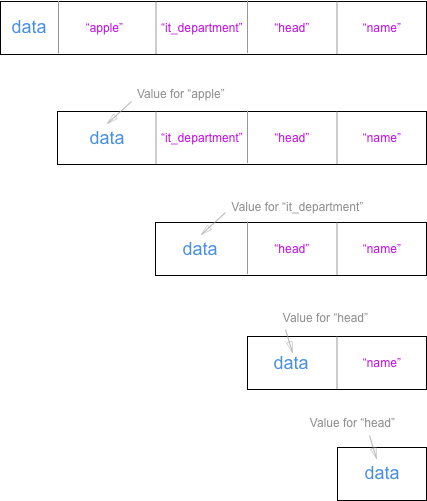 data “apple” “it_department” “head” “name”
Value for “apple”
data “it_department” “head” “name”
Value for “it_department”
data “head” “name”
Value for “head”
data “name”
Value for “head”
data